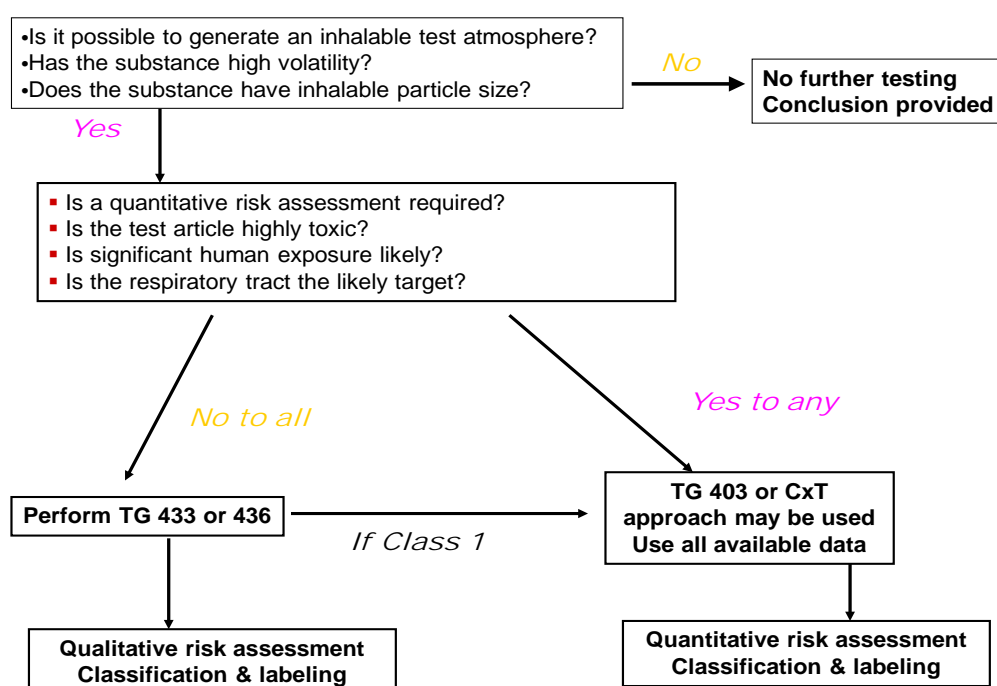 •Is it possible to generate an inhalable test atmosphere?
•Has the substance high volatility?
•Does the substance have inhalable particle size?
No
No further testing
Conclusion provided
Yes
▪ Is a quantitative risk assessment required?
▪ Is the test article highly toxic?
▪ Is significant human exposure likely?
▪ Is the respiratory tract the likely target?
No to all
Yes to any
Perform TG 433 or 436
If Class 1
TG 403 or CxT
approach may be used
Use all available data
Qualitative risk assessment
Classification & labeling
Quantitative risk assessment
Classification & labeling